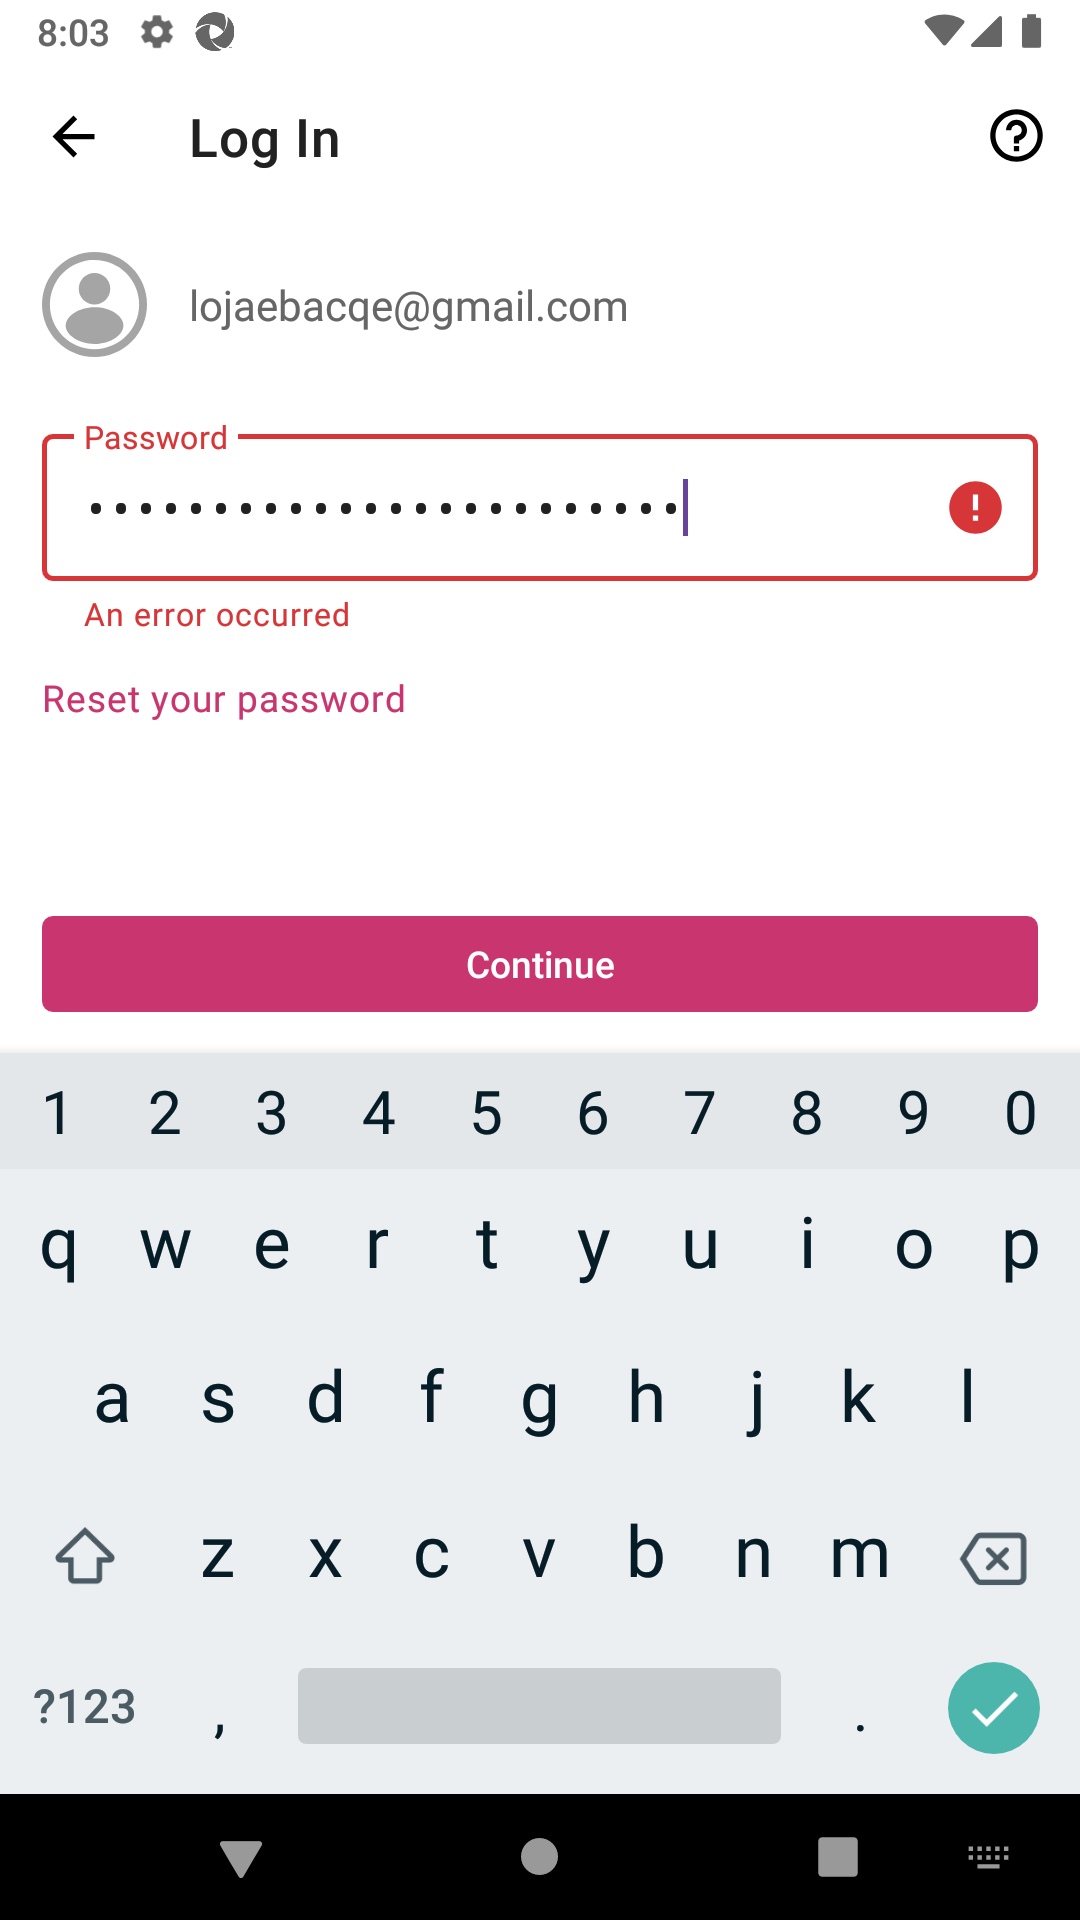 8:03
Log In
lojaebacqe@gmail.com
Password
••••••••••••••••••••••••
An error occurred
Reset your password
Continue
1 2 3 4 5 6 7 8 9 0
q w e r t y u i o p
a s d f g h j k l
z x c v b n m
?123 , .